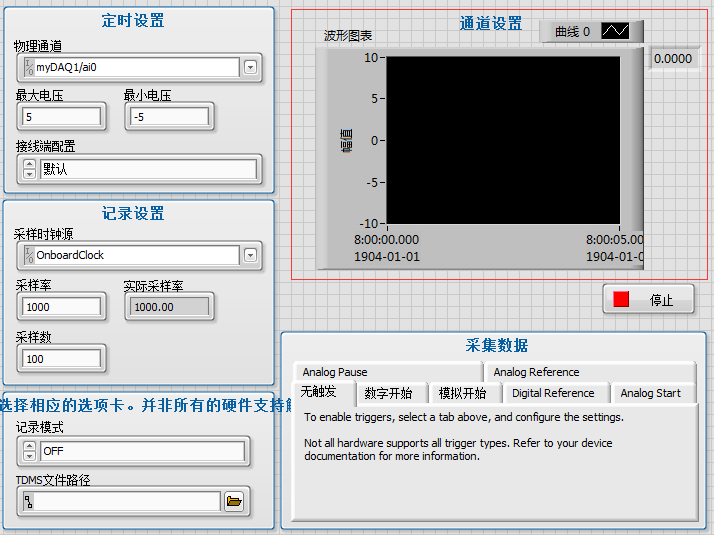 定时设置
物理通道
myDAQ1/ai0
最大电压
最小电压
5
-5
接线端配置
默认
记录设置
采样时钟源
OnboardClock
采样率
实际采样率
1000
1000.00
采样数
100
选择相应的选项卡。并非所有的硬件支持
记录模式
OFF
TDMS文件路径
通道设置
波形图表
曲线 0
0.0000
幅值
10
5
0
-5
-10
8:00:00.000
1904-01-01
8:00:05.00
1904-01-0
停止
采集数据
Analog Pause
Analog Reference
无触发
数字开始
模拟开始
Digital Reference
Analog Start
To enable triggers, select a tab above, and configure the settings.
Not all hardware supports all trigger types. Refer to your device
documentation for more information.